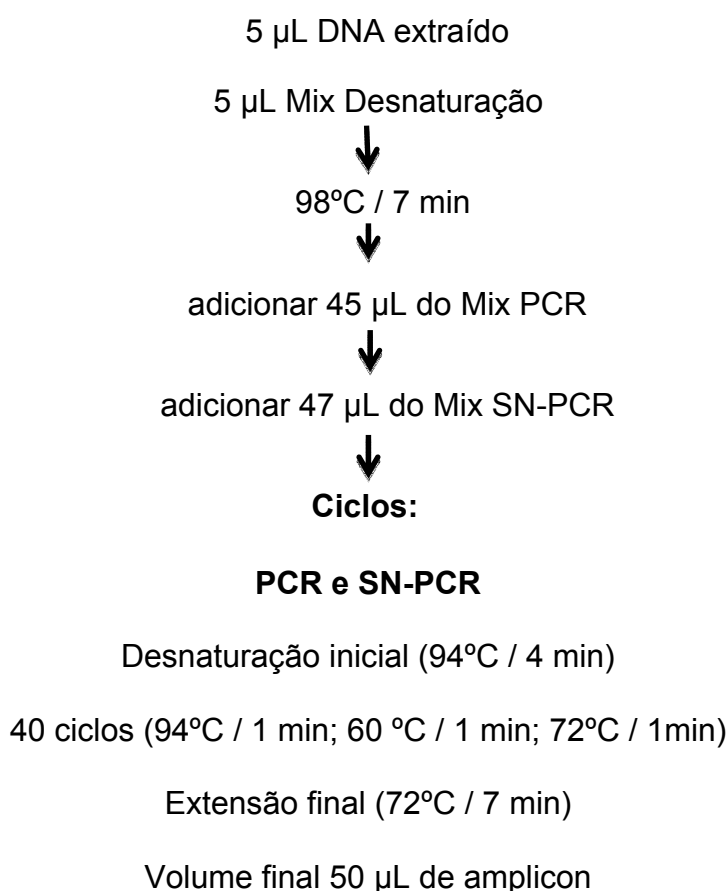 5 µL DNA extraído
5 µL Mix Desnaturação
98ºC / 7 min
adicionar 45 µL do Mix PCR
adicionar 47 µL do Mix SN-PCR
Ciclos:
PCR e SN-PCR
Desnaturação inicial (94ºC / 4 min)
40 ciclos (94ºC / 1 min; 60 ºC / 1 min; 72ºC / 1min)
Extensão final (72ºC / 7 min)
Volume final 50 µL de amplicon